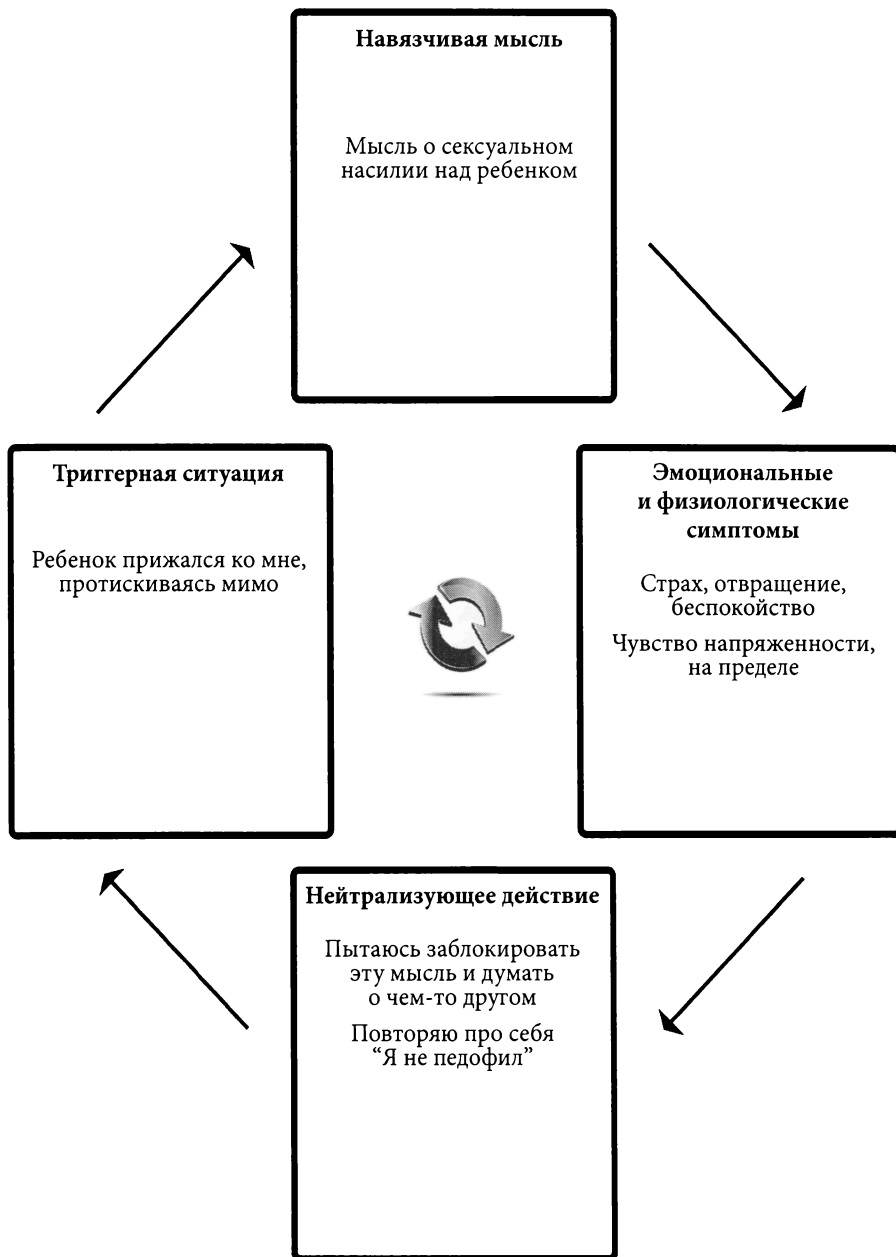 Навязчивая мысль
Мысль о сексуальном
насилии над ребенком
Триггерная ситуация
Ребенок прижался ко мне,
протискиваясь мимо
Эмоциональные
и физиологические
симптомы
Страх, отвращение,
беспокойство
Чувство напряженности,
на пределе
Нейтрализующее действие
Пытаюсь заблокировать
эту мысль и думать
о чем-то другом
Повторяю про себя
“Я не педофил”